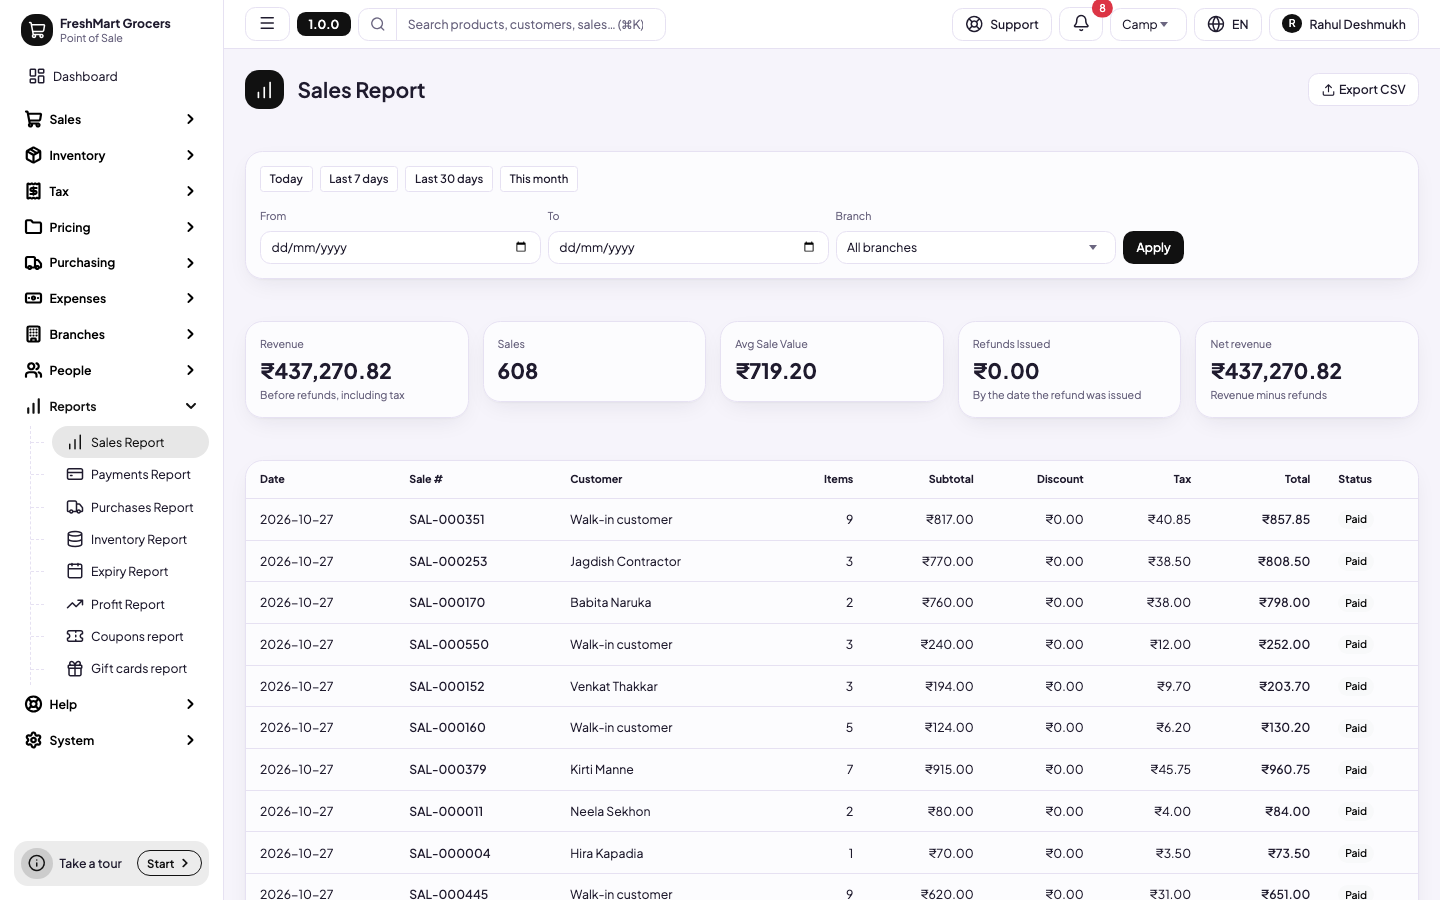 FreshMart Grocers
Point of Sale
1.0.0
Search products, customers, sales... (⌘K)
Support
8
Camp
EN
R
Rahul Deshmukh
Dashboard
Sales
Inventory
Tax
Pricing
Purchasing
Expenses
Branches
People
Reports
Sales Report
Payments Report
Purchases Report
Inventory Report
Expiry Report
Profit Report
Coupons report
Gift cards report
Help
System
Take a tour
Start
Sales Report
Export CSV
Today
Last 7 days
Last 30 days
This month
From To Branch
dd/mm/yyyy dd/mm/yyyy All branches Apply
Revenue
₹437,270.82
Before refunds, including tax
Sales
608
Avg Sale Value
₹719.20
Refunds Issued
₹0.00
By the date the refund was issued
Net revenue
₹437,270.82
Revenue minus refunds
Date Sale # Customer Items Subtotal Discount Tax Total Status
2026-10-27 SAL-000351 Walk-in customer 9 ₹817.00 ₹0.00 ₹40.85 ₹857.85 Paid
2026-10-27 SAL-000253 Jagdish Contractor 3 ₹770.00 ₹0.00 ₹38.50 ₹808.50 Paid
2026-10-27 SAL-000170 Babita Naruka 2 ₹760.00 ₹0.00 ₹38.00 ₹798.00 Paid
2026-10-27 SAL-000550 Walk-in customer 3 ₹240.00 ₹0.00 ₹12.00 ₹252.00 Paid
2026-10-27 SAL-000152 Venkat Thakkar 3 ₹194.00 ₹0.00 ₹9.70 ₹203.70 Paid
2026-10-27 SAL-000160 Walk-in customer 5 ₹124.00 ₹0.00 ₹6.20 ₹130.20 Paid
2026-10-27 SAL-000379 Kirti Manne 7 ₹915.00 ₹0.00 ₹45.75 ₹960.75 Paid
2026-10-27 SAL-000011 Neela Sekhon 2 ₹80.00 ₹0.00 ₹4.00 ₹84.00 Paid
2026-10-27 SAL-000004 Hira Kapadia 1 ₹70.00 ₹0.00 ₹3.50 ₹73.50 Paid
2026-10-27 SAL-000445 Walk-in customer 9 ₹620.00 ₹0.00 ₹31.00 ₹651.00 Paid